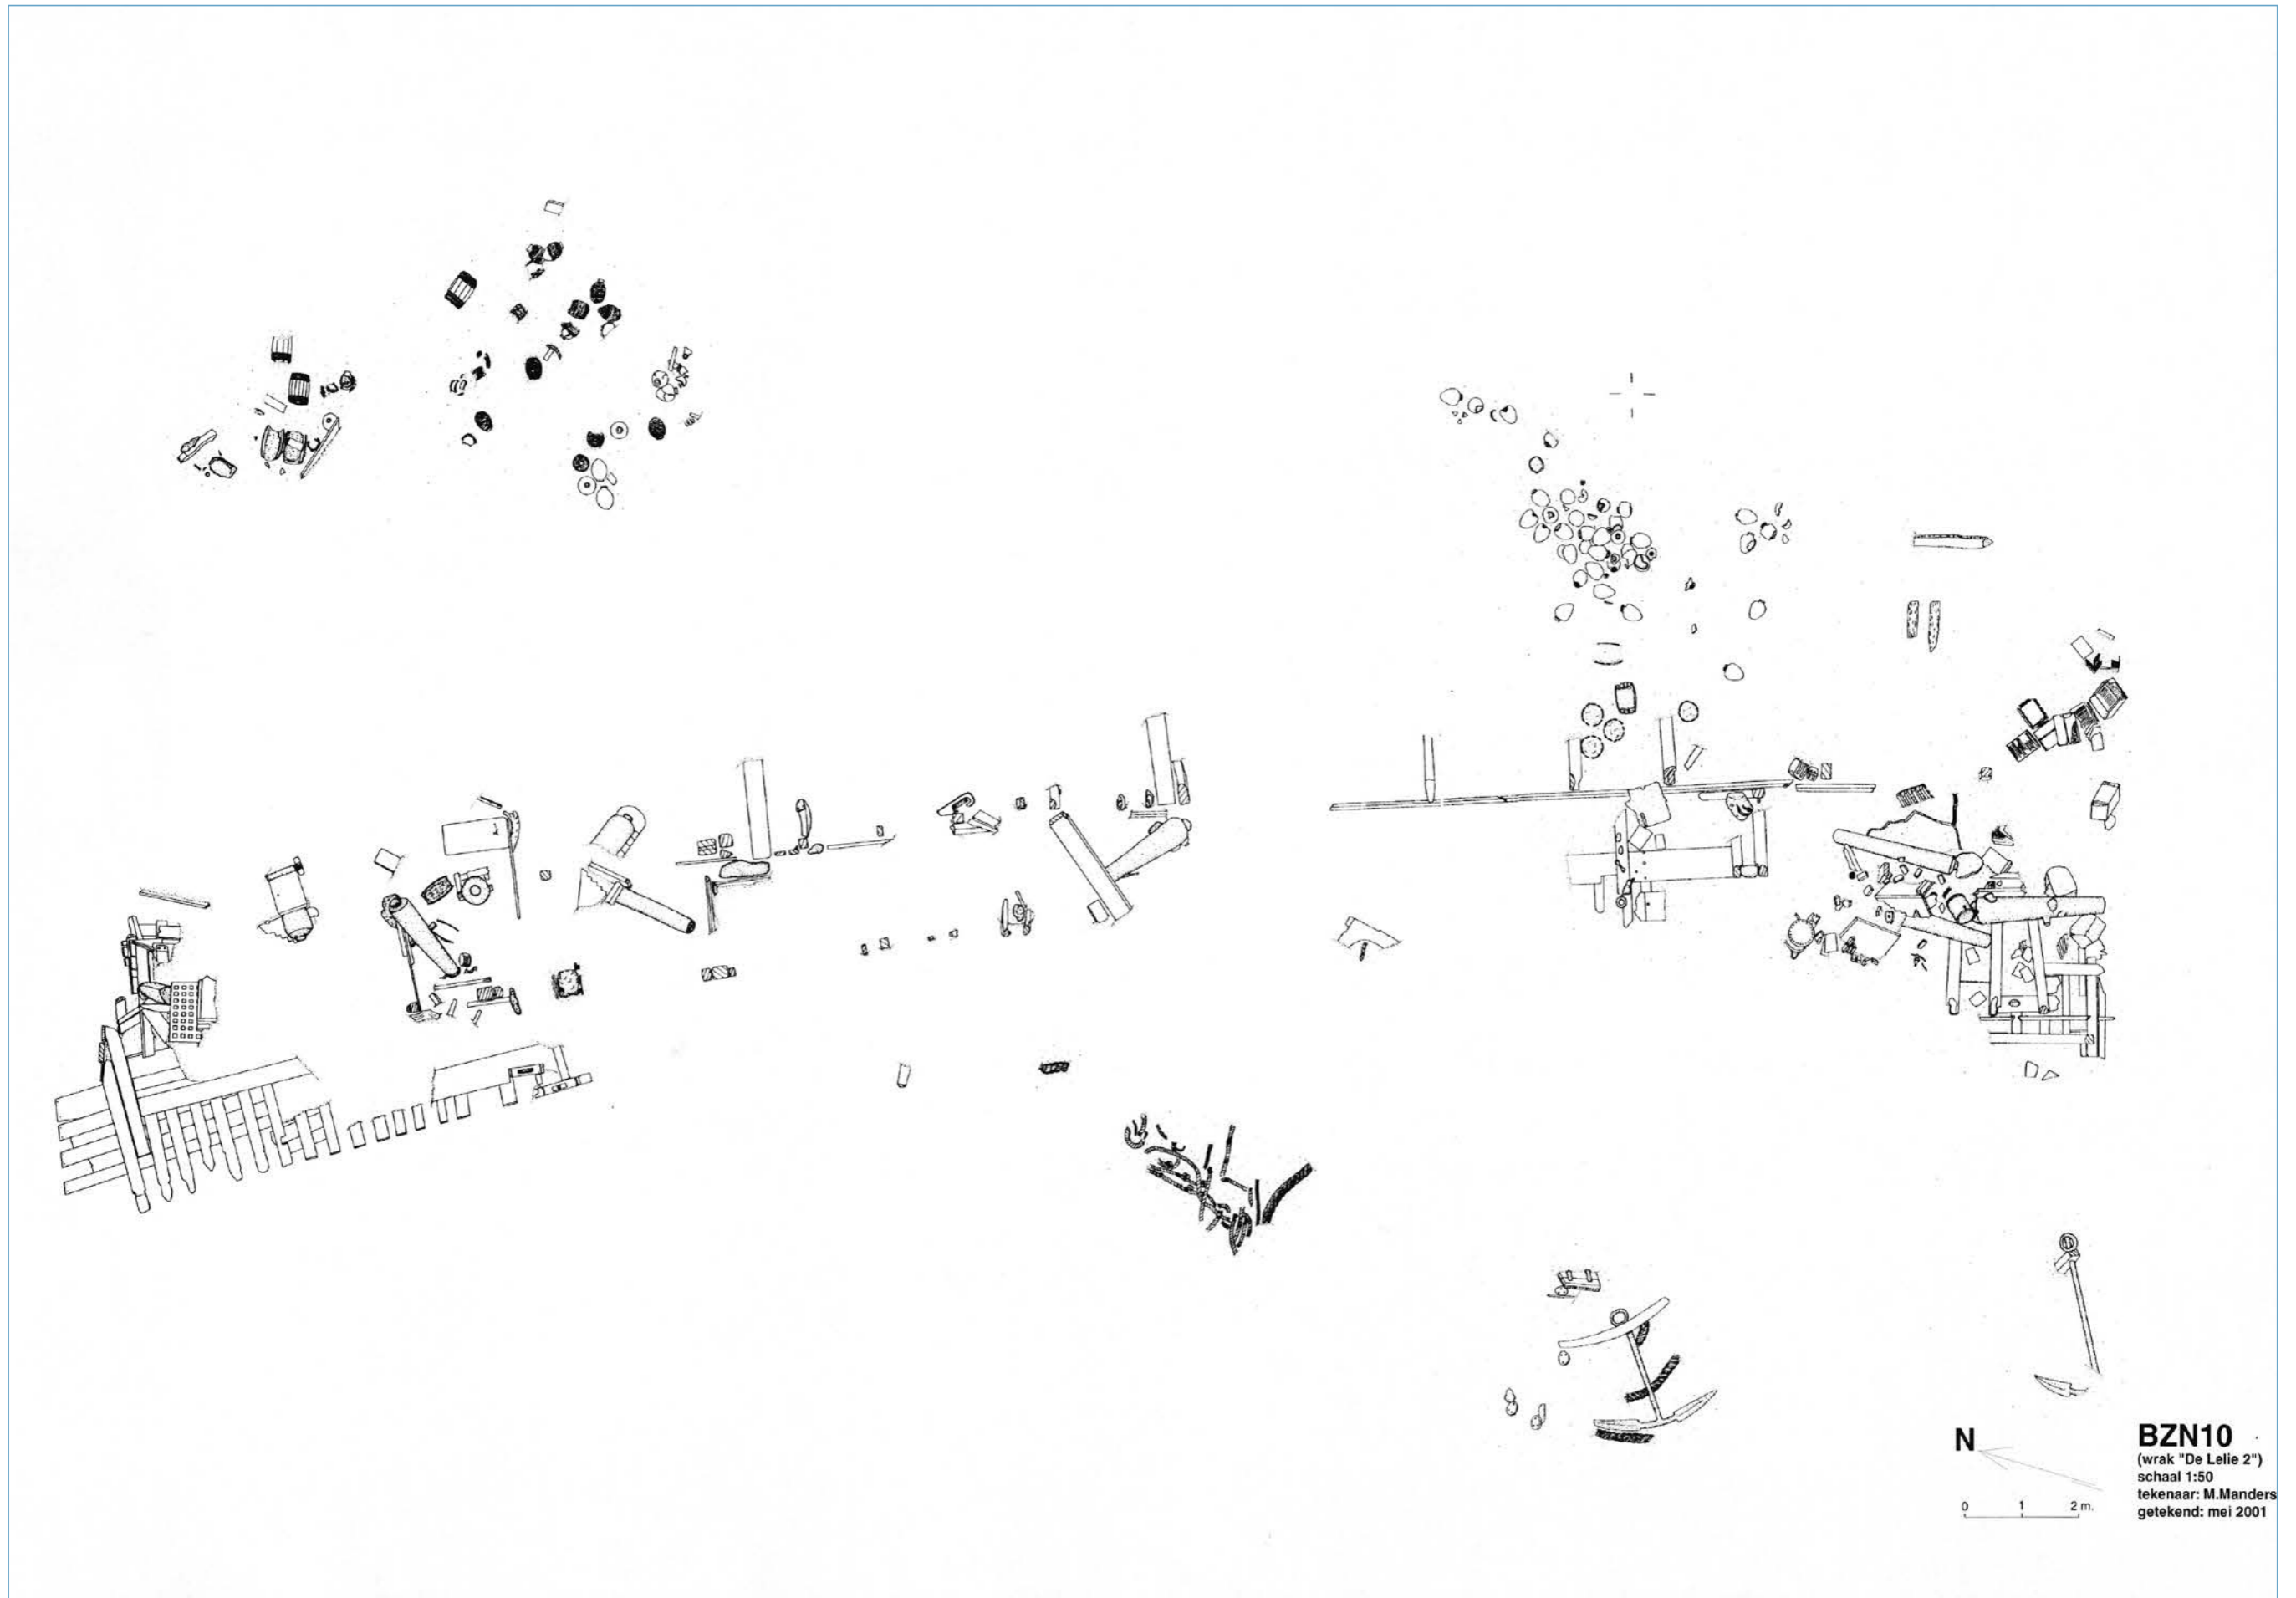 N
0 1 2 m.
BZN10
(wrak "De Lelie 2")
schaal 1:50
tekenaar: M.Manders
getekend: mei 2001